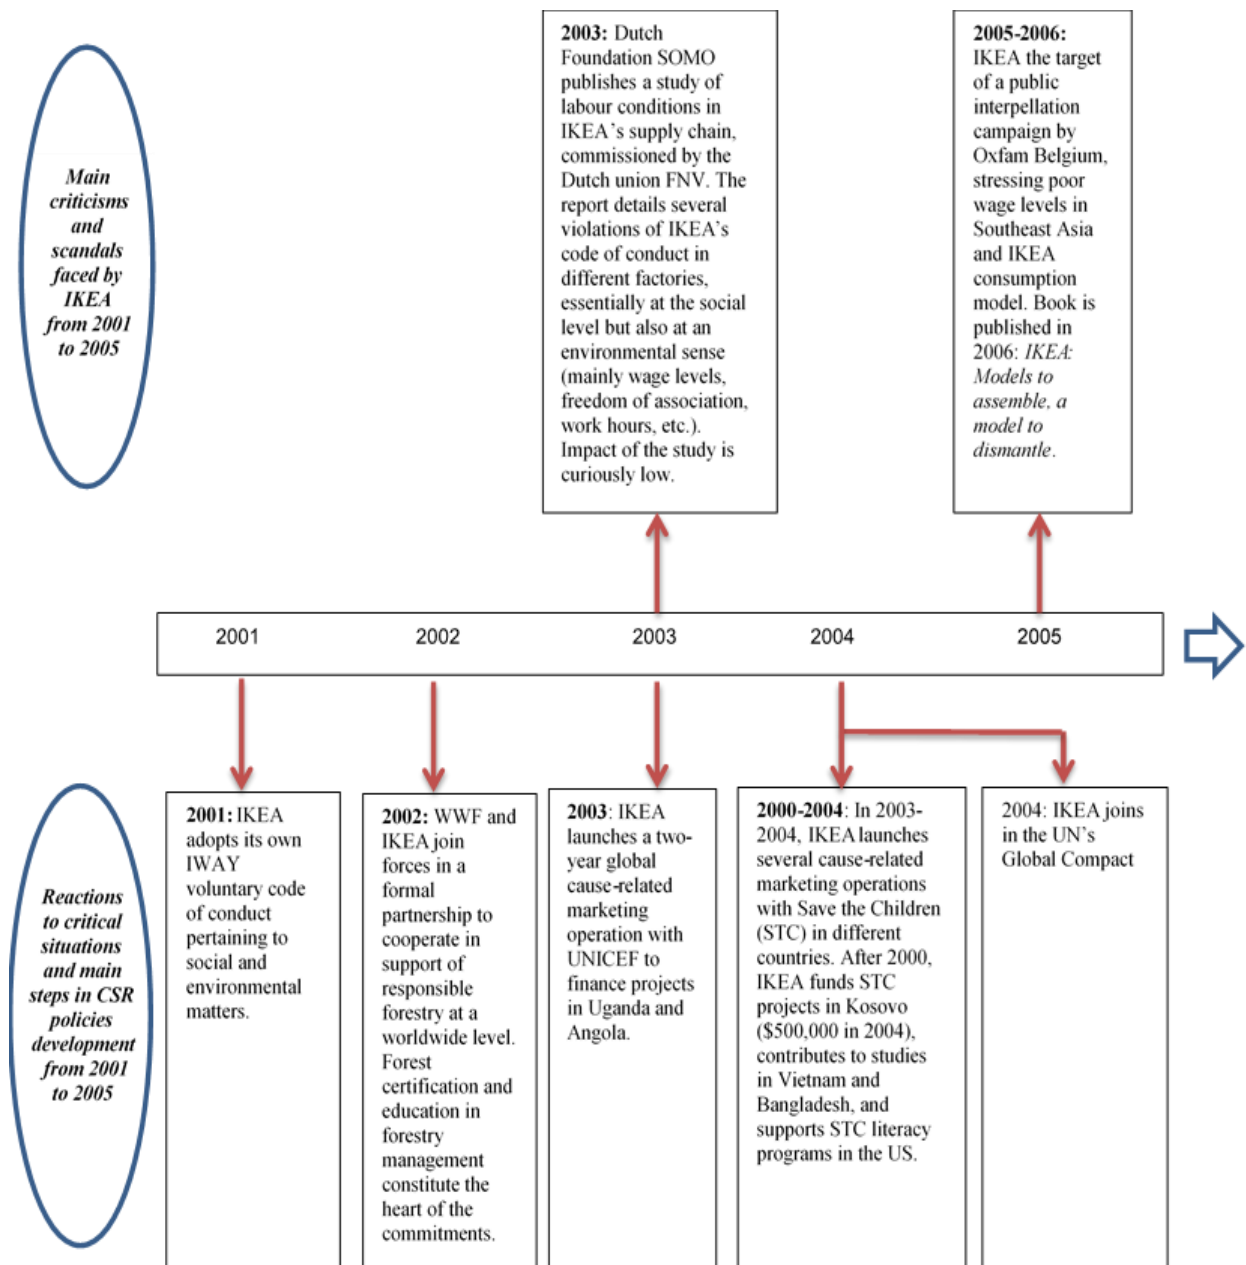 Main
criticisms
and
scandals
faced by
IKEA
from 2001
to 2005
2003: Dutch
Foundation SOMO
publishes a study of
labour conditions in
IKEA's supply chain,
commissioned by the
Dutch union FNV. The
report details several
violations of IKEA's
code of conduct in
different factories,
essentially at the social
level but also at an
environmental sense
(mainly wage levels,
freedom of association,
work hours, etc.).
Impact of the study is
curiously low.
2005-2006:
IKEA the target
of a public
interpellation
campaign by
Oxfam Belgium,
stressing poor
wage levels in
Southeast Asia
and IKEA
consumption
model. Book is
published in
2006: IKEA:
Models to
assemble, a
model to
dismantle.
2001
2002
2003
2004
2005
Reactions
to critical
situations
and main
steps in CSR
policies
development
from 2001
to 2005
2001: IKEA
adopts its own
IWAY
voluntary code
of conduct
pertaining to
social and
environmental
matters.
2002: WWF and
IKEA join
forces in a
formal
partnership to
cooperate in
support of
responsible
forestry at a
worldwide level.
Forest
certification and
education in
forestry
management
constitute the
heart of the
commitments.
2003: IKEA
launches a two-
year global
cause-related
marketing
operation with
UNICEF to
finance projects
in Uganda and
Angola.
2000-2004: In 2003-
2004, IKEA launches
several cause-related
marketing operations
with Save the Children
(STC) in different
countries. After 2000,
IKEA funds STC
projects in Kosovo
($500,000 in 2004),
contributes to studies
in Vietnam and
Bangladesh, and
supports STC literacy
programs in the US.
2004: IKEA joins
in the UN's
Global Compact